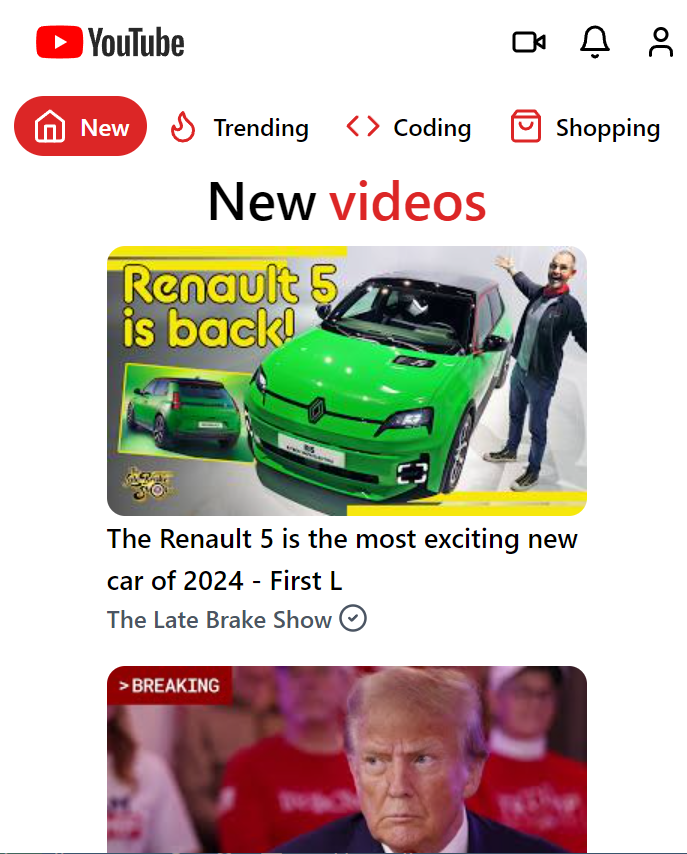 YouTube
New
Trending
Coding
Shopping
New videos
Renault 5
is back!
The Renault 5 is the most exciting new
car of 2024 - First L
The Late Brake Show
>BREAKING